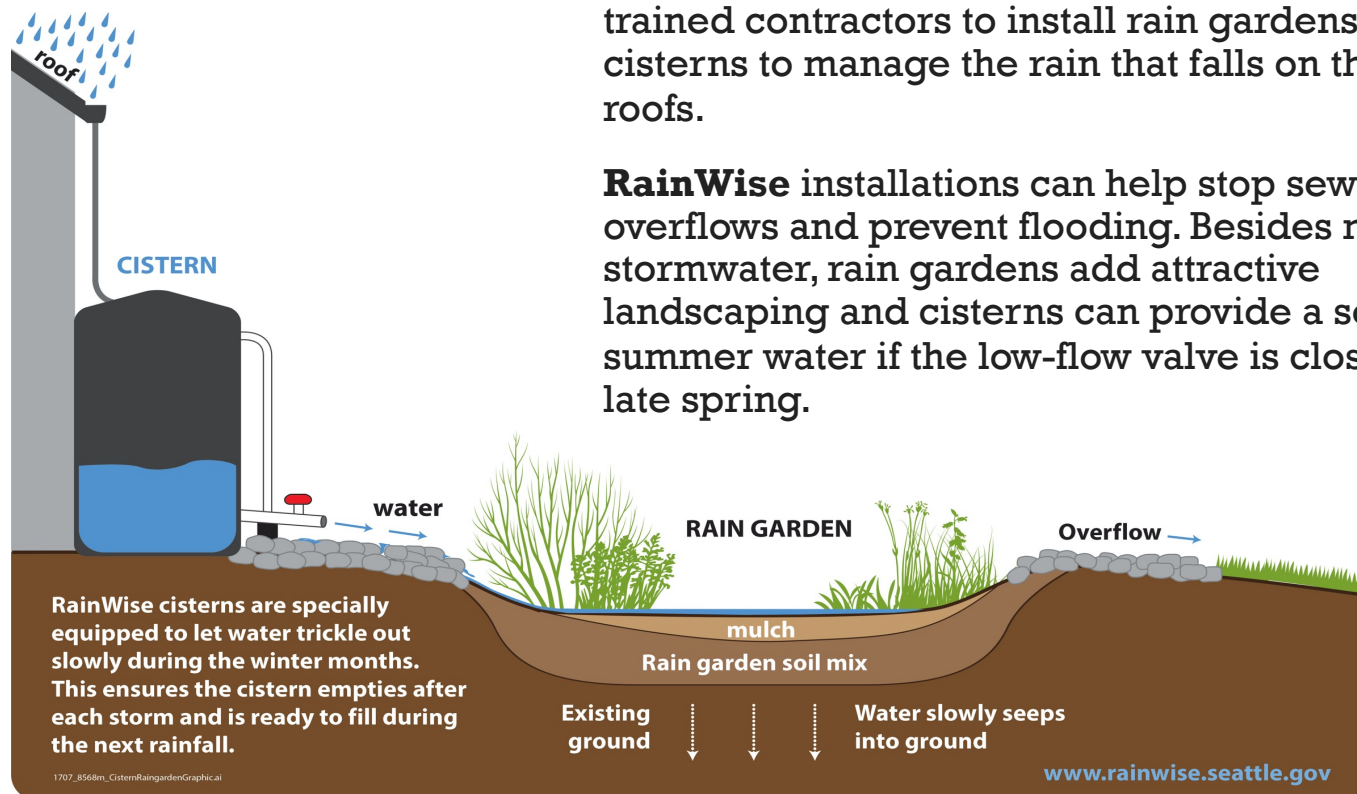 trained contractors to install rain gardens
cisterns to manage the rain that falls on
roofs.
RainWise installations can help stop
overflows and prevent flooding. Besides
stormwater, rain gardens add attractive
landscaping and cisterns can provide a
summer water if the low-flow valve is
late spring.
roof
CISTERN
water
RAIN GARDEN
Overflow
mulch
Rain garden soil mix
RainWise cisterns are specially
equipped to let water trickle out
slowly during the winter months.
This ensures the cistern empties after
each storm and is ready to fill during
the next rainfall.
Existing
ground
Water slowly seeps
into ground
1707_8568m_CisternRaingardenGraphic.ai
www.rainwise.seattle.gov